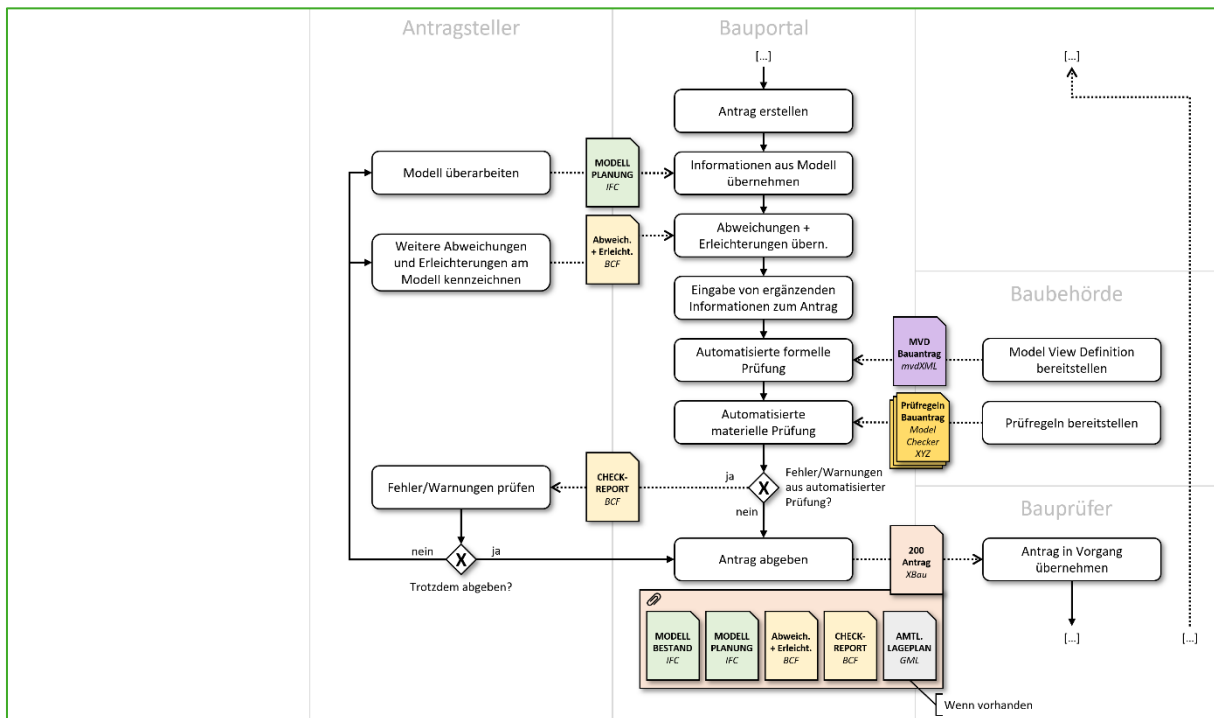 Antragsteller
Bauportal
[...]
[...]
Antrag erstellen
Modell überarbeiten
MODELL
PLANUNG
IFC
Informationen aus Modell
übernehmen
Weitere Abweichungen
und Erleichterungen am
Modell kennzeichnen
Abweich.
+ Erleicht.
BCF
Abweichungen +
Erleichterungen übern.
Eingabe von ergänzenden
Informationen zum Antrag
Baubehörde
Automatisierte formelle
Prüfung
MVD
Bauantrag
mvdXML
Model View Definition
bereitstellen
Automatisierte
materielle Prüfung
Prüfregeln
Bauantrag
Model
Checker
XYZ
Prüfregeln bereitstellen
Fehler/Warnungen prüfen
CHECK-
REPORT
BCF
ja
Fehler/Warnungen
aus automatisierter
Prüfung?
nein
Bauprüfer
nein
ja
Trotzdem abgeben?
Antrag abgeben
200
Antrag
XBau
Antrag in Vorgang
übernehmen
MODELL
BESTAND
IFC
MODELL
PLANUNG
IFC
Abweich.
+ Erleicht.
BCF
CHECK-
REPORT
BCF
AMTL.
LAGEPLAN
GML
[...]
[...]
Wenn vorhanden